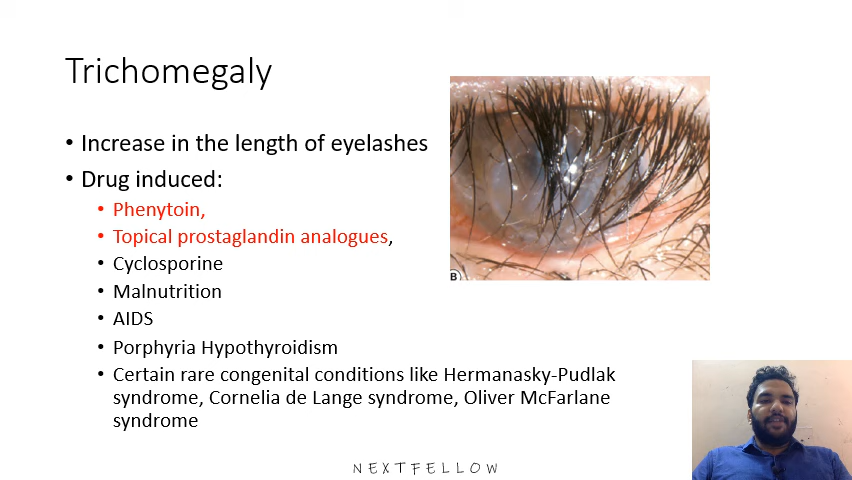 Trichomegaly
• Increase in the length of eyelashes
• Drug induced:
• Phenytoin,
• Topical prostaglandin analogues,
• Cyclosporine
• Malnutrition
• AIDS
• Porphyria Hypothyroidism
• Certain rare congenital conditions like Hermanasky-Pudlak
syndrome, Cornelia de Lange syndrome, Oliver McFarlane
syndrome
B
NEXTFELLOW